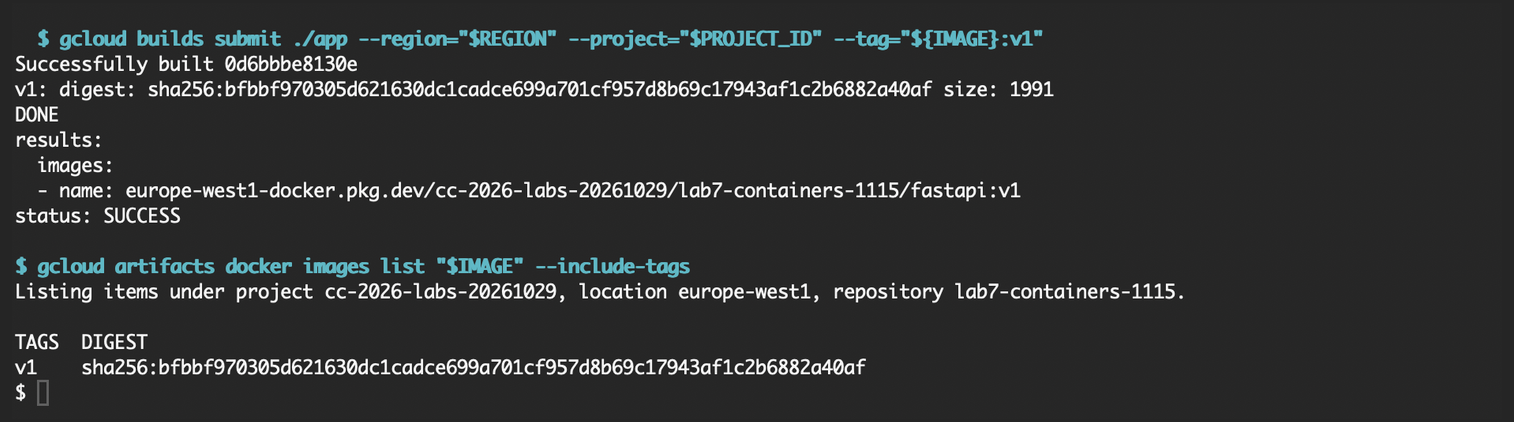 $ gcloud builds submit ./app --region="$REGION" --project="$PROJECT_ID" --tag="${IMAGE}:v1"
Successfully built 0d6bbbe8130e
v1: digest: sha256:bfbbf970305d621630dc1cadce699a701cf957d8b69c17943af1c2b6882a40af size: 1991
DONE
results:
  images:
  - name: europe-west1-docker.pkg.dev/cc-2026-labs-20261029/lab7-containers-1115/fastapi:v1
status: SUCCESS
$ gcloud artifacts docker images list "$IMAGE" --include-tags
Listing items under project cc-2026-labs-20261029, location europe-west1, repository lab7-containers-1115.
TAGS  DIGEST
v1    sha256:bfbbf970305d621630dc1cadce699a701cf957d8b69c17943af1c2b6882a40af
$